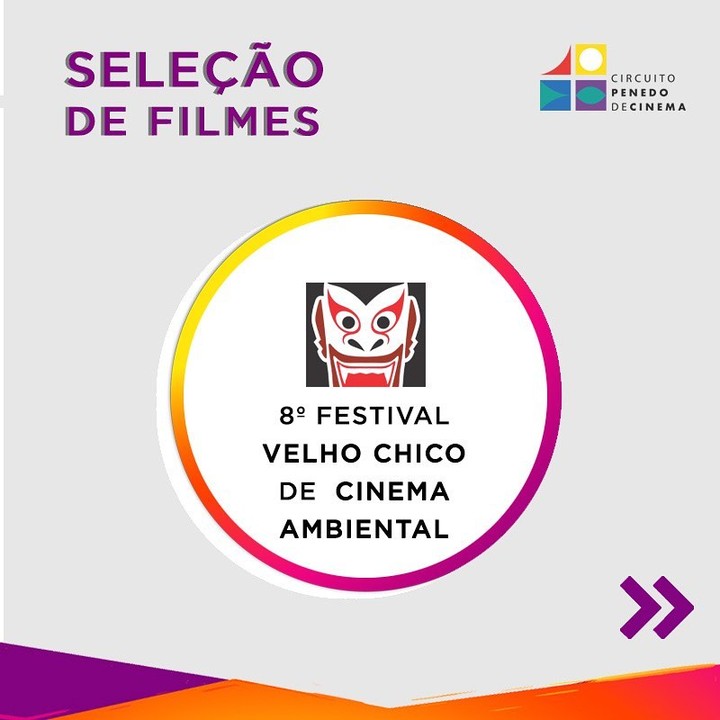 SELEÇÃO
DE FILMES
CIRCUITO
PENEDO
DECINEMA
8º FESTIVAL
VELHO CHICO
DE CINEMA
AMBIENTAL